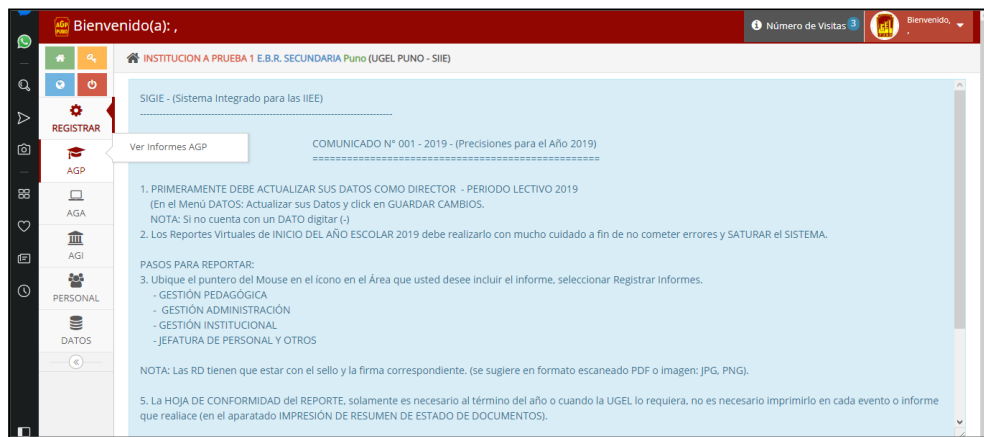 AGP
PUNO
Bienvenido(a): ,
Número de Visitas 3
Bienvenido,
,
INSTITUCION A PRUEBA 1 E.B.R. SECUNDARIA Puno (UGEL PUNO - SIIE)
REGISTRAR
AGP
AGA
AGI
PERSONAL
DATOS
Ver Informes AGP
SIGIE - (Sistema Integrado para las IIEE)
------------------------------------------------------------------------------
COMUNICADO N° 001 - 2019 - (Precisiones para el Año 2019)
==================================================
1. PRIMERAMENTE DEBE ACTUALIZAR SUS DATOS COMO DIRECTOR - PERIODO LECTIVO 2019
(En el Menú DATOS: Actualizar sus Datos y click en GUARDAR CAMBIOS.
NOTA: Si no cuenta con un DATO digitar (-)
2. Los Reportes Virtuales de INICIO DEL AÑO ESCOLAR 2019 debe realizarlo con mucho cuidado a fin de no cometer errores y SATURAR el SISTEMA.
PASOS PARA REPORTAR:
3. Ubique el puntero del Mouse en el ícono en el Área que usted desee incluir el informe, seleccionar Registrar Informes.
- GESTIÓN PEDAGÓGICA
- GESTIÓN ADMINISTRACIÓN
- GESTIÓN INSTITUCIONAL
- JEFATURA DE PERSONAL Y OTROS
NOTA: Las RD tienen que estar con el sello y la firma correspondiente. (se sugiere en formato escaneado PDF o imagen: JPG, PNG).
5. La HOJA DE CONFORMIDAD del REPORTE, solamente es necesario al término del año o cuando la UGEL lo requiera, no es necesario imprimirlo en cada evento o informe
que realiace (en el aparatado IMPRESIÓN DE RESUMEN DE ESTADO DE DOCUMENTOS).